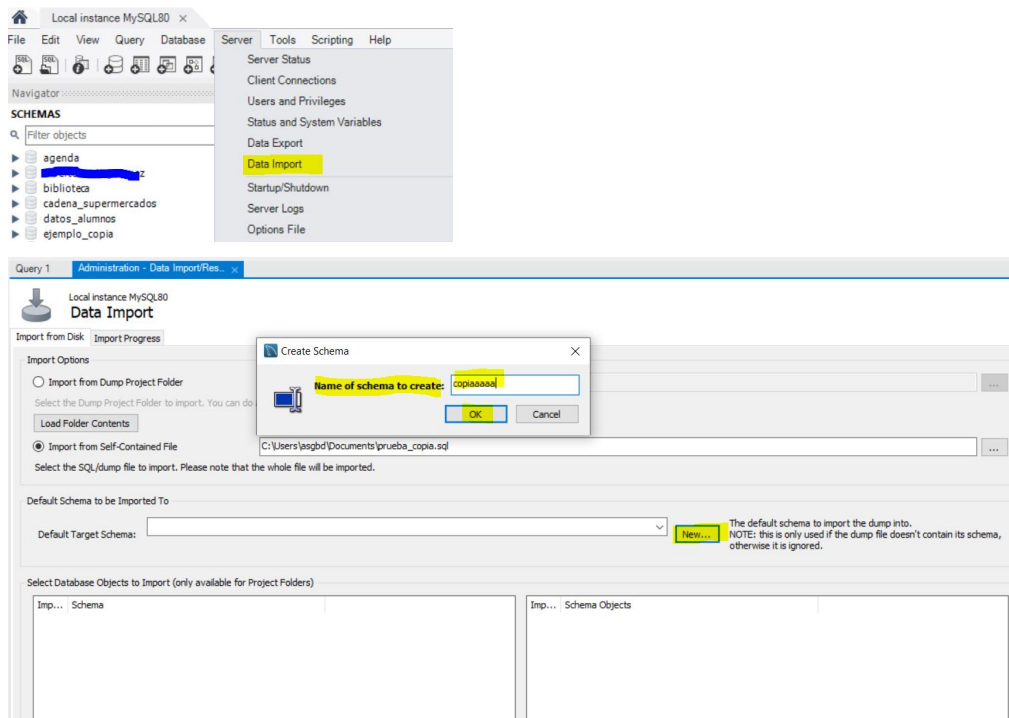 Local instance MySQL80 ×
File Edit View Query Database Server Tools Scripting Help
SQL SQL
Server Status
Client Connections
Users and Privileges
Status and System Variables
Data Export
Data Import
Startup/Shutdown
Server Logs
Options File
Navigator
SCHEMAS
Filter objects
agenda
z
biblioteca
cadena_supermercados
datos_alumnos
ejemplo_copia
Query 1 Administration - Data Import/Res... ×
Local instance MySQL80
Data Import
Import from Disk Import Progress
Import Options
Import from Dump Project Folder ...
Select the Dump Project Folder to import. You can do
Load Folder Contents
Import from Self-Contained File C:\Users\asgbd\Documents\prueba_copia.sql ...
Select the SQL/dump file to import. Please note that the whole file will be imported.
Create Schema ×
Name of schema to create: copiaaaaa
OK Cancel
Default Schema to be Imported To
Default Target Schema: New...
The default schema to import the dump into.
NOTE: this is only used if the dump file doesn't contain its schema,
otherwise it is ignored.
Select Database Objects to Import (only available for Project Folders)
Imp... Schema
Imp... Schema Objects